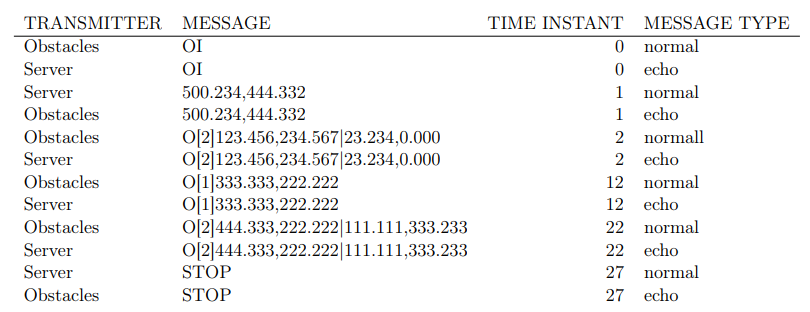 TRANSMITTER MESSAGE TIME INSTANT MESSAGE TYPE
Obstacles OI 0 normal
Server OI 0 echo
Server 500.234,444.332 1 normal
Obstacles 500.234,444.332 1 echo
Obstacles O[2]123.456,234.567|23.234,0.000 2 normall
Server O[2]123.456,234.567|23.234,0.000 2 echo
Obstacles O[1]333.333,222.222 12 normal
Server O[1]333.333,222.222 12 echo
Obstacles O[2]444.333,222.222|111.111,333.233 22 normal
Server O[2]444.333,222.222|111.111,333.233 22 echo
Server STOP 27 normal
Obstacles STOP 27 echo